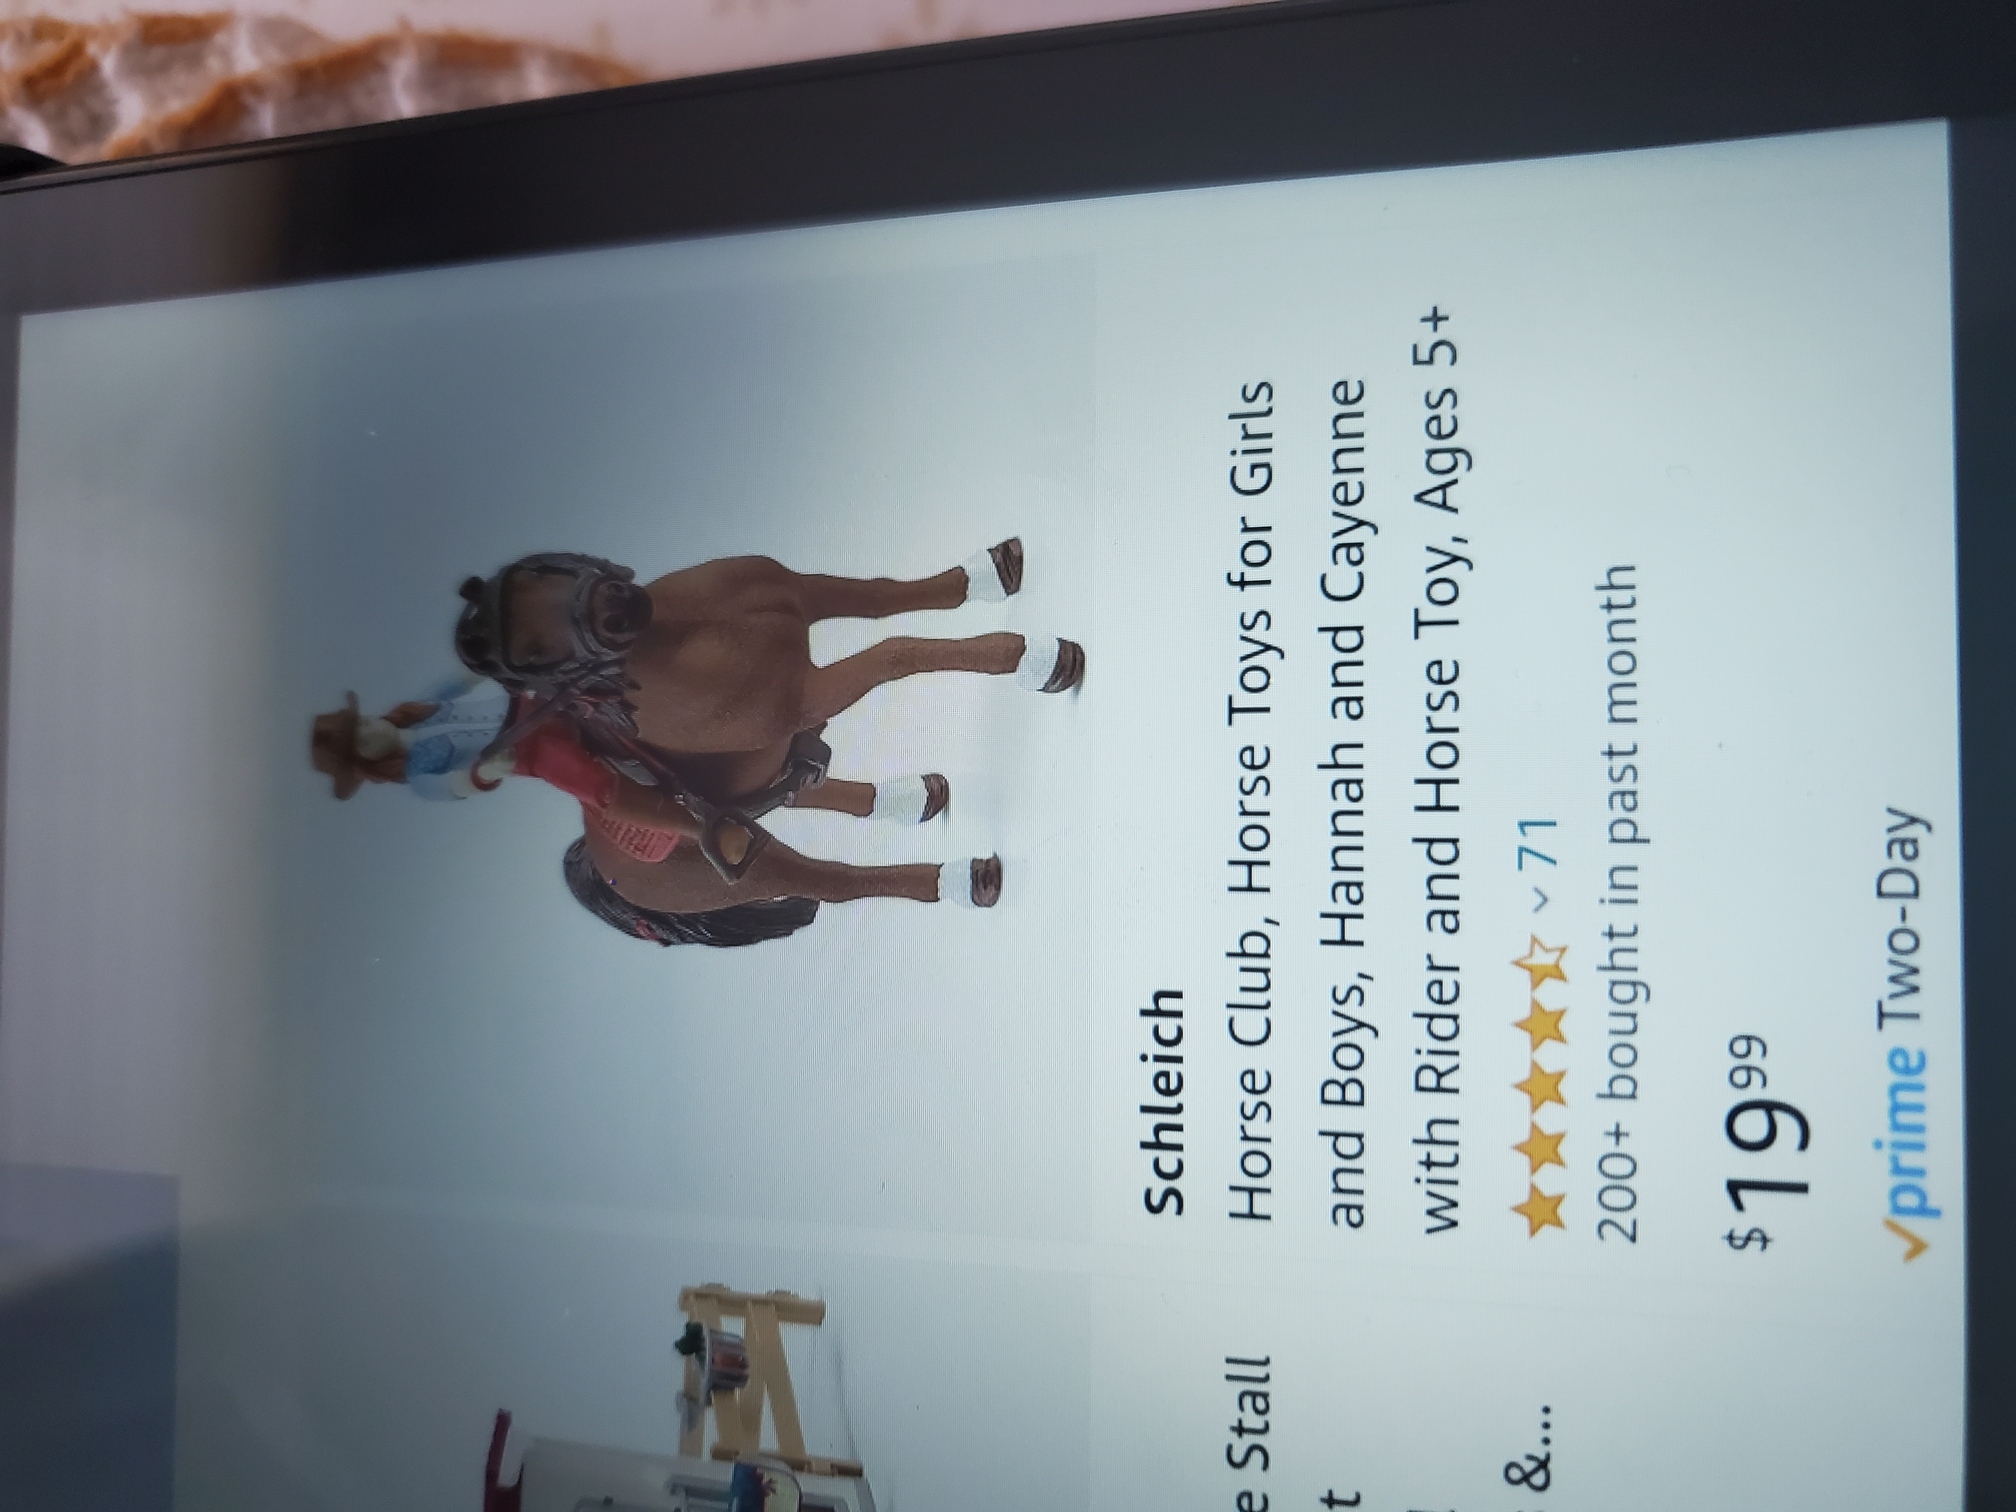 Schleich
Horse Club, Horse Toys for Girls
and Boys, Hannah and Cayenne
with Rider and Horse Toy, Ages 5+
71
200+ bought in past month
$19.99
prime Two-Day
e Stall
t
&...